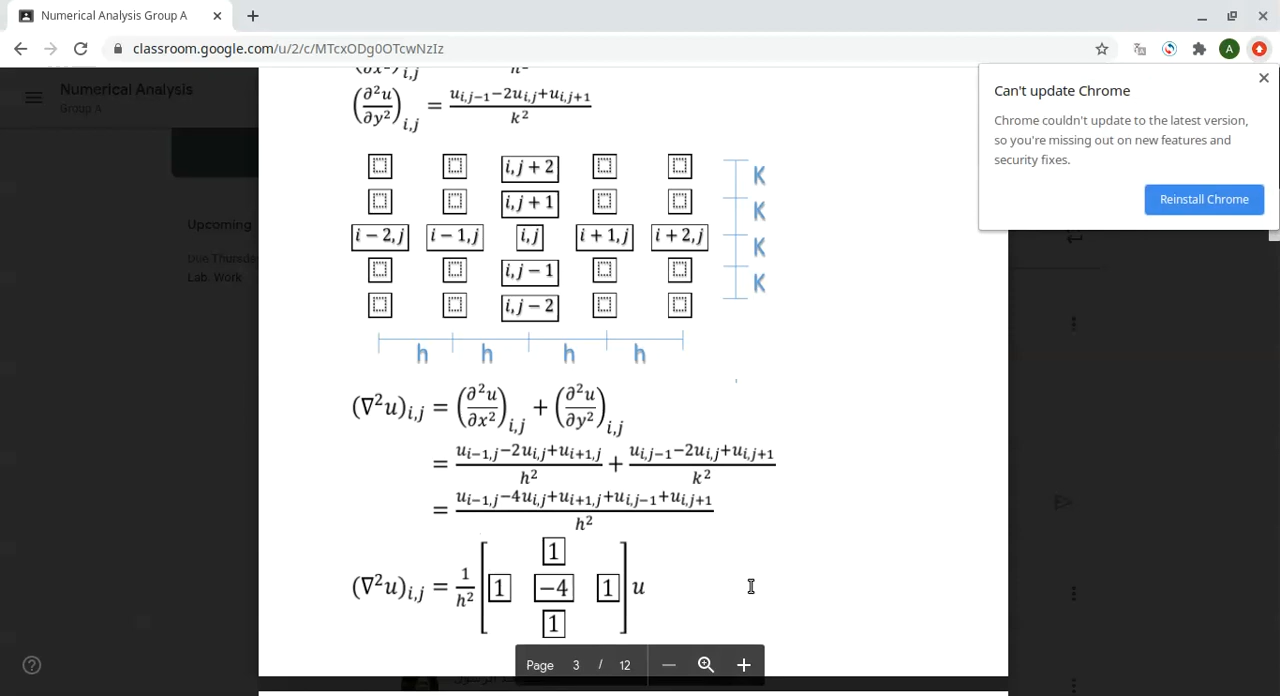 Numerical Analysis Group A
classroom.google.com/u/2/c/MTcxODg0OTcwNzIz
A
Can't update Chrome
Chrome couldn't update to the latest version,
so you're missing out on new features and
security fixes.
Reinstall Chrome
Numerical Analysis
Group A
Upcoming
Due Thursda
Lab. Work
(∂²u/∂y²)i,j = (ui,j−1−2ui,j+ui,j+1)/k²
i, j + 2
i, j + 1
i − 2, j i − 1, j i, j i + 1, j i + 2, j
i, j − 1
i, j − 2
K
K
K
K
h h h h
(∇²u)i,j = (∂²u/∂x²)i,j + (∂²u/∂y²)i,j
= (ui−1,j−2ui,j+ui+1,j)/h² + (ui,j−1−2ui,j+ui,j+1)/k²
= (ui−1,j−4ui,j+ui+1,j+ui,j−1+ui,j+1)/h²
1
(∇²u)i,j = 1/h² [1 −4 1] u
1
Page 3 / 12